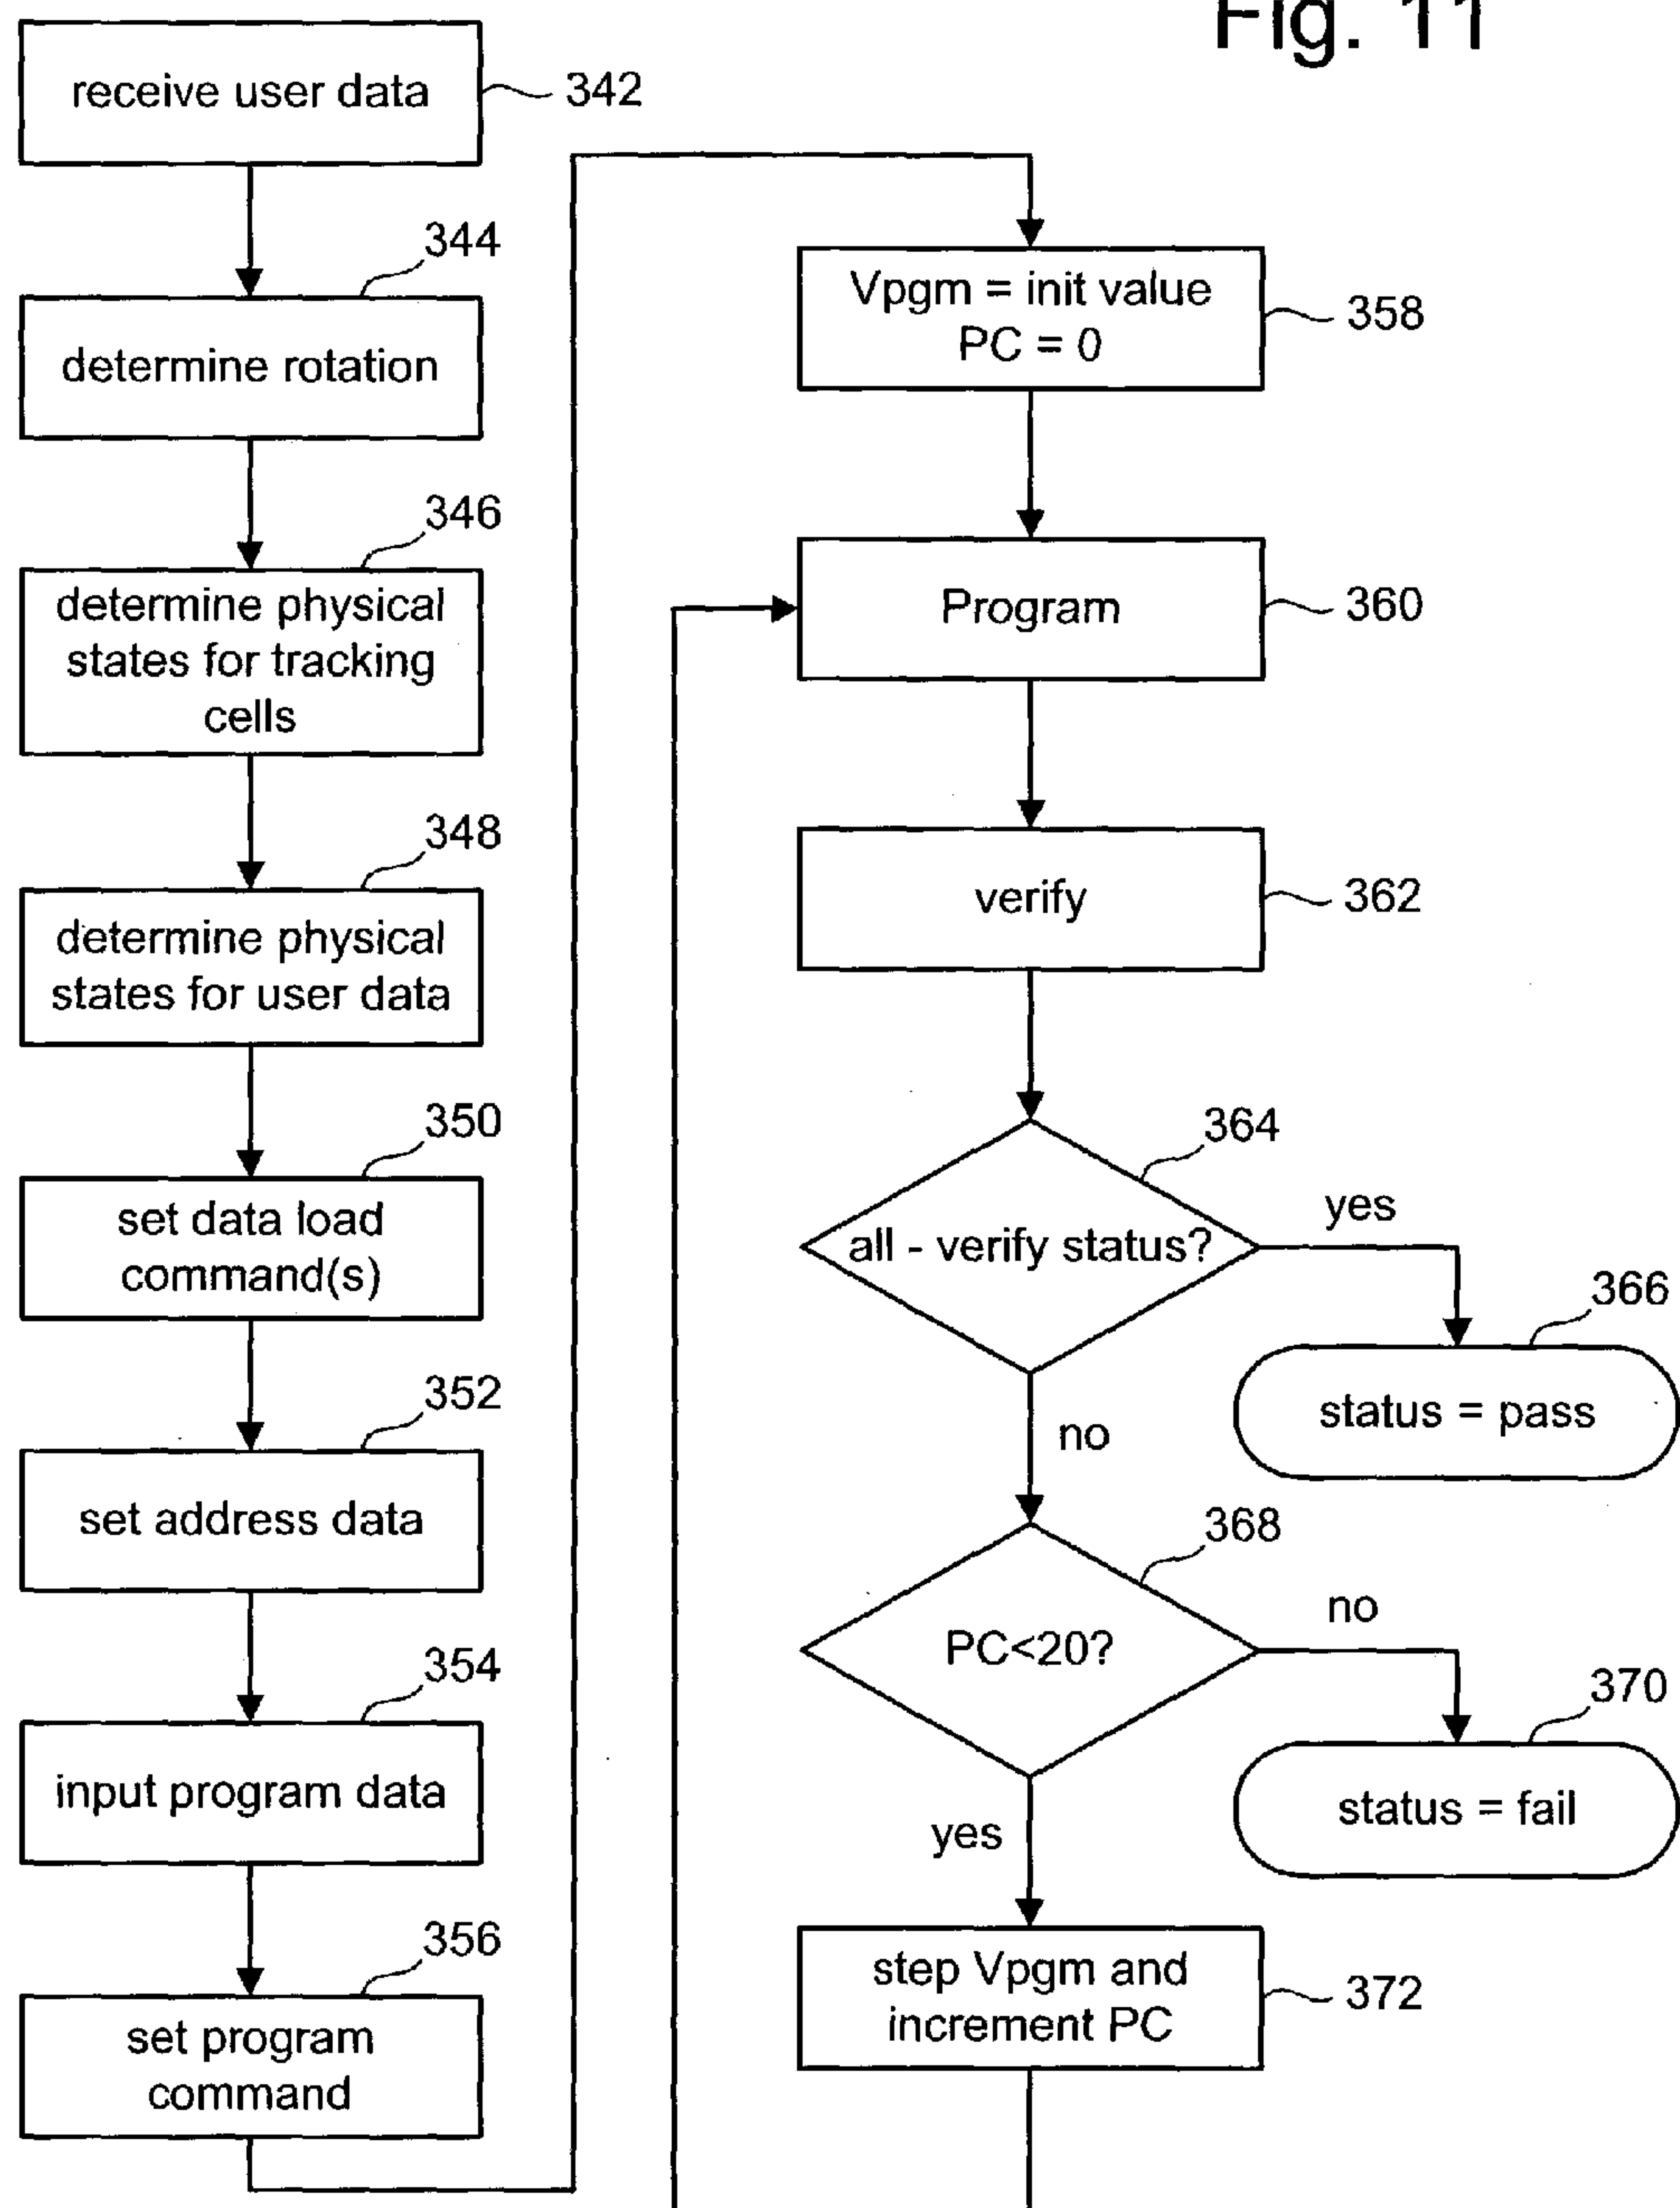 Fig. 11
receive user data
342
344
determine rotation
346
determine physical
states for tracking
cells
348
determine physical
states for user data
350
set data load
command(s)
352
set address data
354
input program data
356
set program
command
Vpgm = init value
PC = 0
358
Program
360
verify
362
364
all - verify status?
yes
366
status = pass
no
368
PC<20?
no
370
status = fail
yes
step Vpgm and
increment PC
372